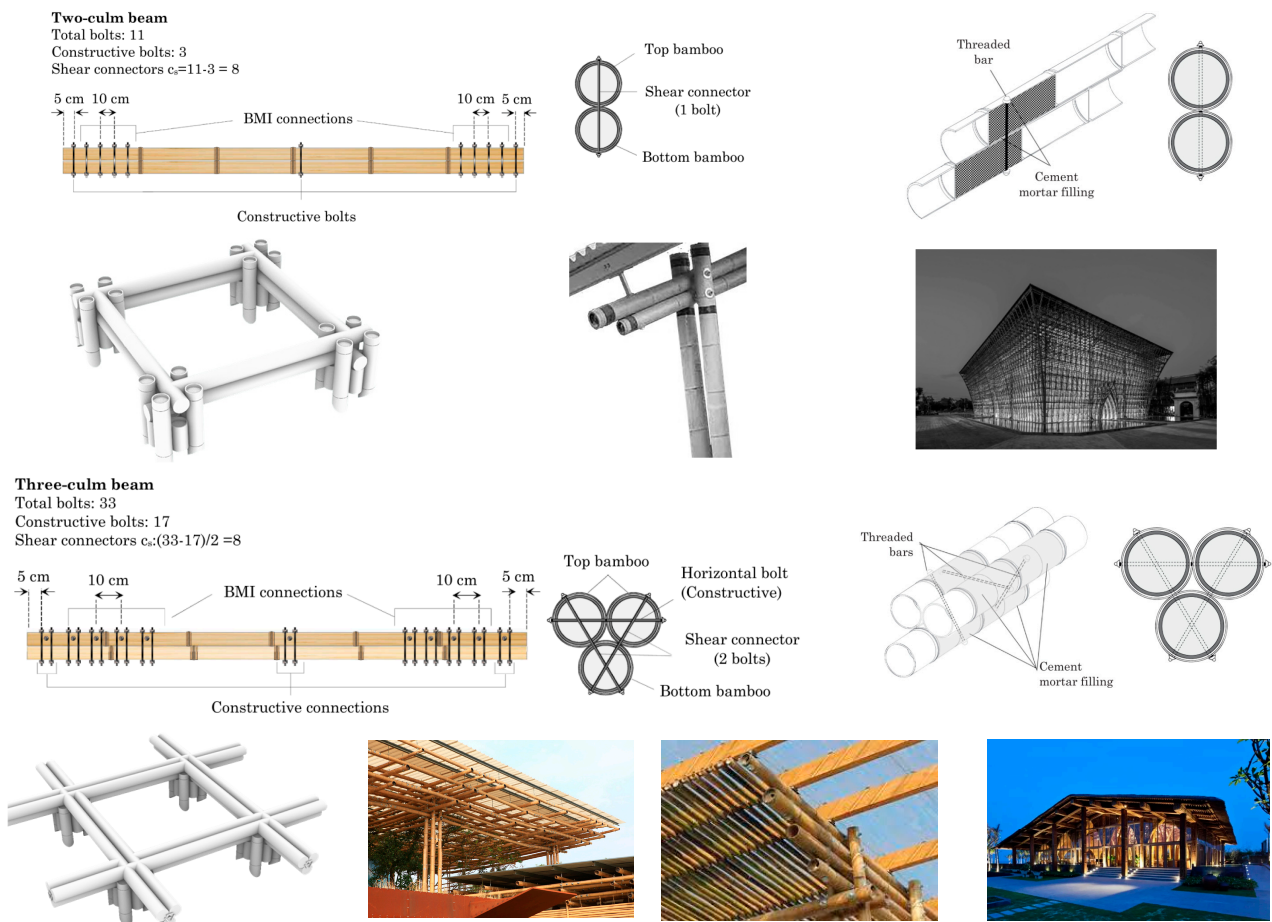 Two-culm beam
Total bolts: 11
Constructive bolts: 3
Shear connectors cₛ=11-3 = 8
5 cm
10 cm
BMI connections
10 cm
5 cm
Constructive bolts
Top bamboo
Shear connector
(1 bolt)
Bottom bamboo
Threaded
bar
Cement
mortar filling
Three-culm beam
Total bolts: 33
Constructive bolts: 17
Shear connectors cₛ:(33-17)/2 =8
5 cm
10 cm
BMI connections
10 cm
5 cm
Constructive connections
Top bamboo
Horizontal bolt
(Constructive)
Shear connector
(2 bolts)
Bottom bamboo
Threaded
bars
Cement
mortar filling